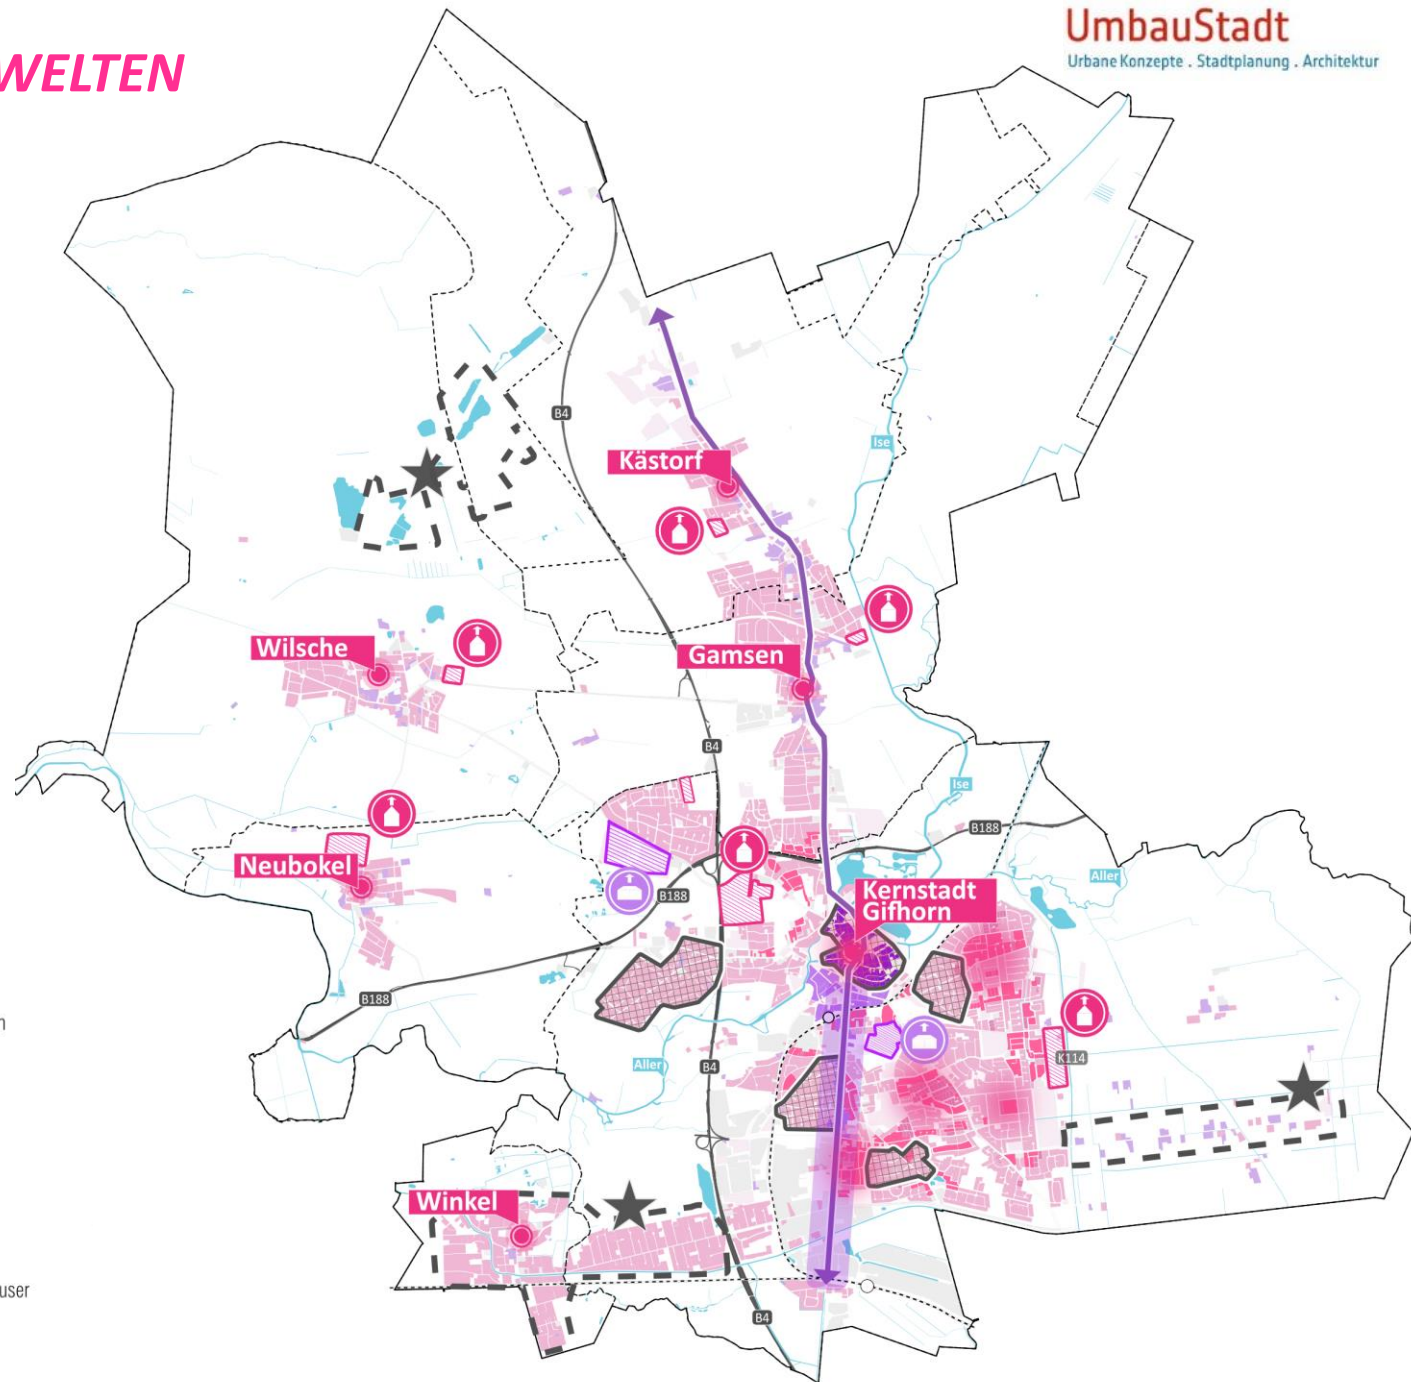 WELTEN
UmbauStadt
Urbane Konzepte . Stadtplanung . Architektur
B4
Ise
Kästorf
Wilsche
Gamsen
B4
Ise
B188
Neubokel
B188
Kernstadt
Gifhorn
Aller
B188
n
K114
Aller
B4
Winkel
user
B4